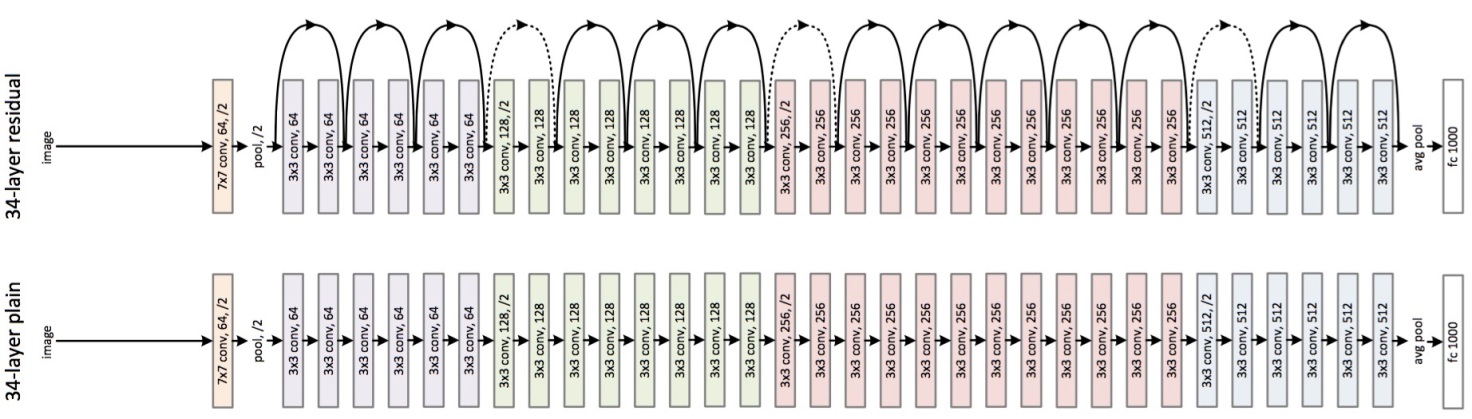 34-layer residual
image
7x7 conv, 64, /2
pool, /2
3x3 conv, 64
3x3 conv, 64
3x3 conv, 64
3x3 conv, 64
3x3 conv, 64
3x3 conv, 64
3x3 conv, 128, /2
3x3 conv, 128
3x3 conv, 128
3x3 conv, 128
3x3 conv, 128
3x3 conv, 128
3x3 conv, 128
3x3 conv, 128
3x3 conv, 256, /2
3x3 conv, 256
3x3 conv, 256
3x3 conv, 256
3x3 conv, 256
3x3 conv, 256
3x3 conv, 256
3x3 conv, 256
3x3 conv, 256
3x3 conv, 256
3x3 conv, 256
3x3 conv, 256
3x3 conv, 512, /2
3x3 conv, 512
3x3 conv, 512
3x3 conv, 512
3x3 conv, 512
3x3 conv, 512
avg pool
fc 1000
34-layer plain
image
7x7 conv, 64, /2
pool, /2
3x3 conv, 64
3x3 conv, 64
3x3 conv, 64
3x3 conv, 64
3x3 conv, 64
3x3 conv, 64
3x3 conv, 128, /2
3x3 conv, 128
3x3 conv, 128
3x3 conv, 128
3x3 conv, 128
3x3 conv, 128
3x3 conv, 128
3x3 conv, 128
3x3 conv, 256, /2
3x3 conv, 256
3x3 conv, 256
3x3 conv, 256
3x3 conv, 256
3x3 conv, 256
3x3 conv, 256
3x3 conv, 256
3x3 conv, 256
3x3 conv, 256
3x3 conv, 256
3x3 conv, 256
3x3 conv, 512, /2
3x3 conv, 512
3x3 conv, 512
3x3 conv, 512
3x3 conv, 512
3x3 conv, 512
avg pool
fc 1000